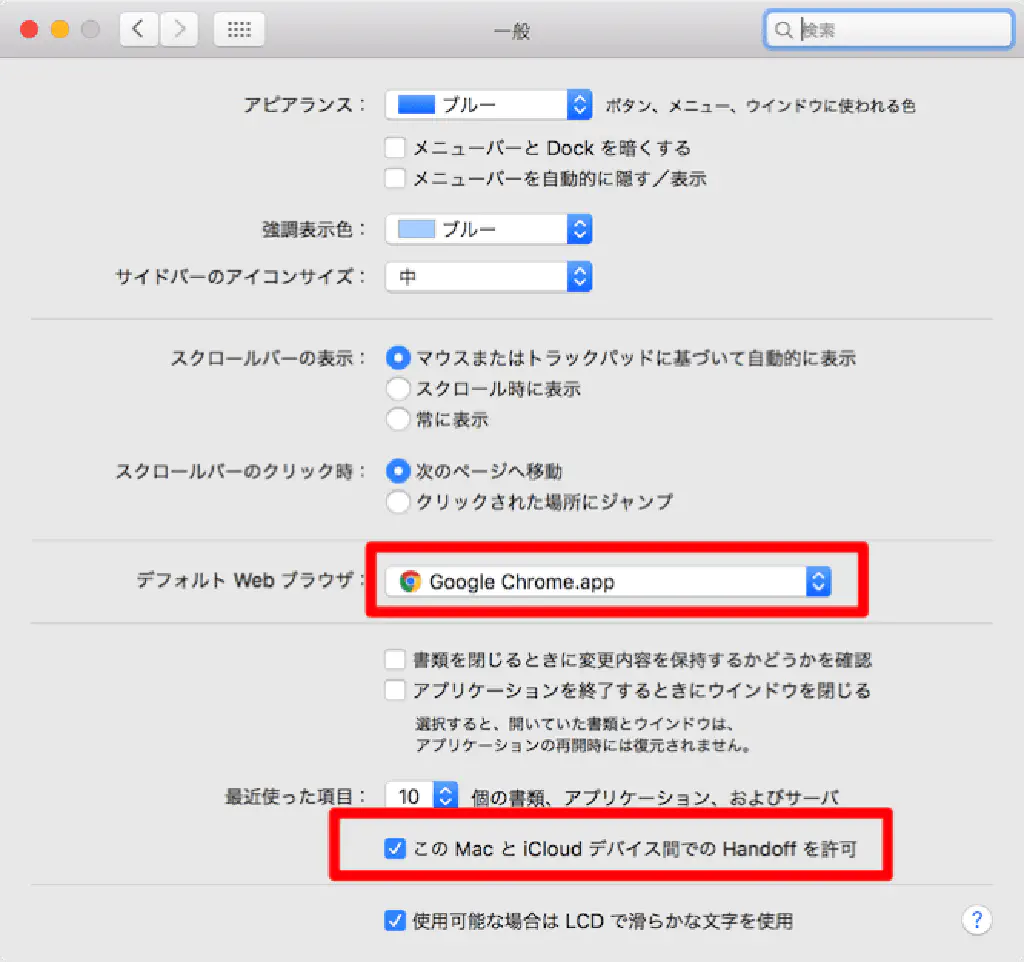 一般
検索
アピアランス： ブルー ボタン、メニュー、ウインドウに使われる色
メニューバーと Dock を暗くする
メニューバーを自動的に隠す／表示
強調表示色： ブルー
サイドバーのアイコンサイズ： 中
スクロールバーの表示： マウスまたはトラックパッドに基づいて自動的に表示
スクロール時に表示
常に表示
スクロールバーのクリック時： 次のページへ移動
クリックされた場所にジャンプ
デフォルト Web ブラウザ： Google Chrome.app
書類を閉じるときに変更内容を保持するかどうかを確認
アプリケーションを終了するときにウインドウを閉じる
選択すると、開いていた書類とウインドウは、
アプリケーションの再開時には復元されません。
最近使った項目： 10 個の書類、アプリケーション、およびサーバ
この Mac と iCloud デバイス間での Handoff を許可
使用可能な場合は LCD で滑らかな文字を使用
?